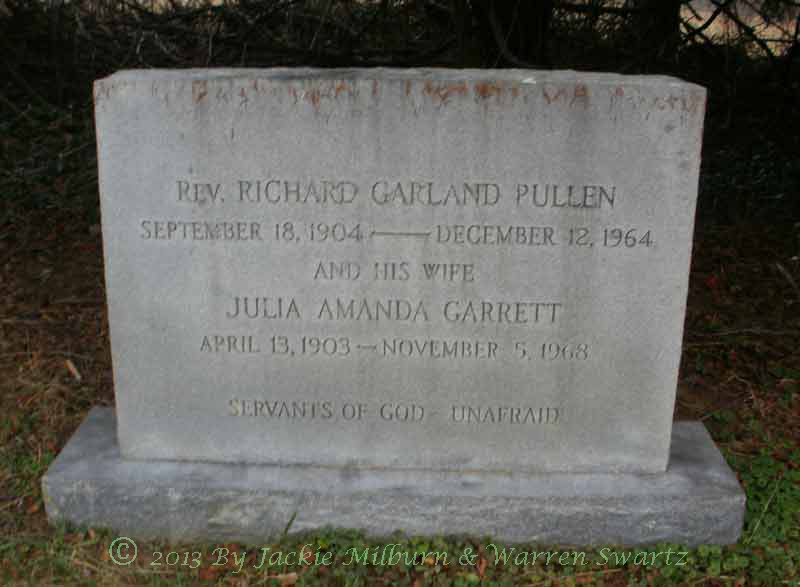 REV. RICHARD GARLAND PULLEN
SEPTEMBER 18, 1904 — DECEMBER 12, 1964
AND HIS WIFE
JULIA AMANDA GARRETT
APRIL 13, 1903 — NOVEMBER 5, 1968
SERVANTS OF GOD - UNAFRAID
© 2013 By Jackie Milburn & Warren Swartz